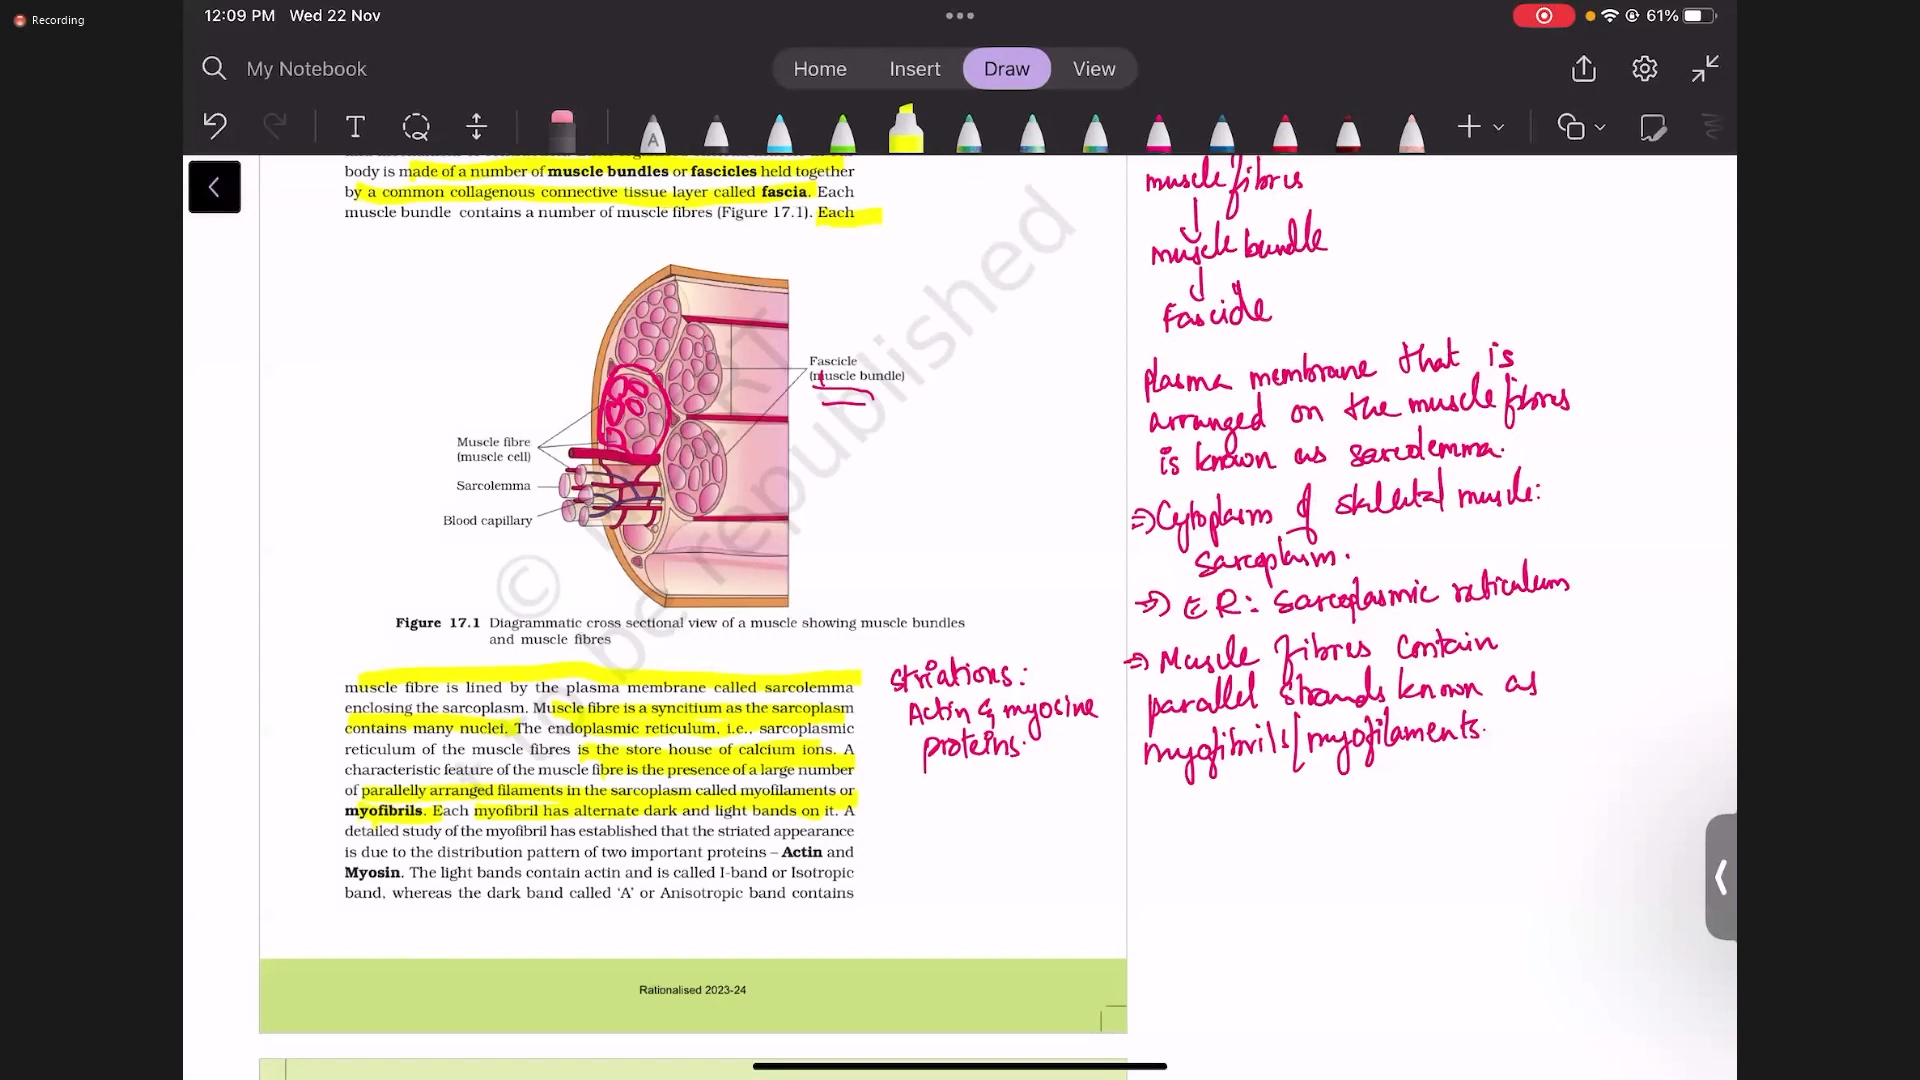 Recording
12:09 PM Wed 22 Nov
61%
My Notebook
Home Insert Draw View
T
A
body is made of a number of muscle bundles or fascicles held together
by a common collagenous connective tissue layer called fascia. Each
muscle bundle contains a number of muscle fibres (Figure 17.1). Each
Fascicle
(muscle bundle)
Muscle fibre
(muscle cell)
Sarcolemma
Blood capillary
Figure 17.1 Diagrammatic cross sectional view of a muscle showing muscle bundles
and muscle fibres
muscle fibre is lined by the plasma membrane called sarcolemma
enclosing the sarcoplasm. Muscle fibre is a syncitium as the sarcoplasm
contains many nuclei. The endoplasmic reticulum, i.e., sarcoplasmic
reticulum of the muscle fibres is the store house of calcium ions. A
characteristic feature of the muscle fibre is the presence of a large number
of parallelly arranged filaments in the sarcoplasm called myofilaments or
myofibrils. Each myofibril has alternate dark and light bands on it. A
detailed study of the myofibril has established that the striated appearance
is due to the distribution pattern of two important proteins – Actin and
Myosin. The light bands contain actin and is called I-band or Isotropic
band, whereas the dark band called 'A' or Anisotropic band contains
Rationalised 2023-24
©
republished
striations:
Actin & myosine
proteins.
muscle fibres
↓
muscle bundle
↓
Fascicle
plasma membrane that is
arranged on the muscle fibres
is known as sarcolemma.
⇒ Cytoplasm of skeletal muscle:
sarcoplasm.
⇒ ER: Sarcoplasmic reticulum
⇒ Muscle fibres contain
parallel strands known as
myofibrils/myofilaments.